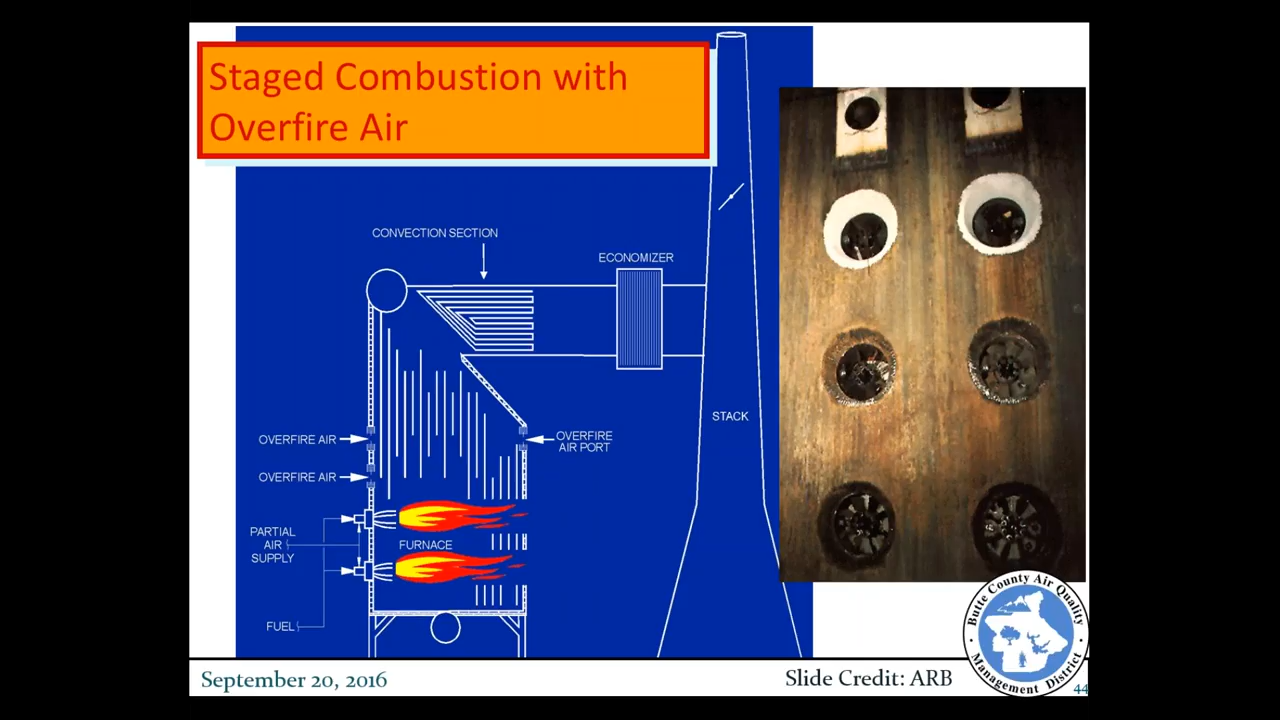 Staged Combustion with
Overfire Air
CONVECTION SECTION
ECONOMIZER
STACK
OVERFIRE AIR
OVERFIRE
AIR PORT
OVERFIRE AIR
PARTIAL
AIR
SUPPLY
FURNACE
FUEL
Butte County Air Quality
Management District
September 20, 2016
Slide Credit: ARB
44